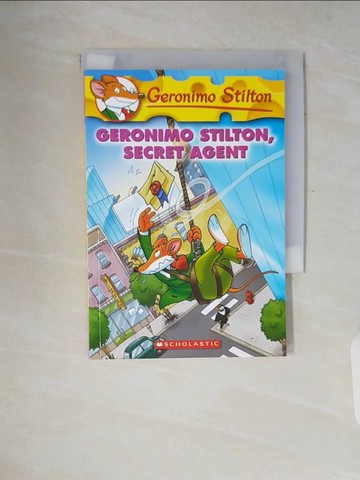 Geronimo Stilton
GERONIMO STILTON,
SECRET AGENT
SCHOLASTIC